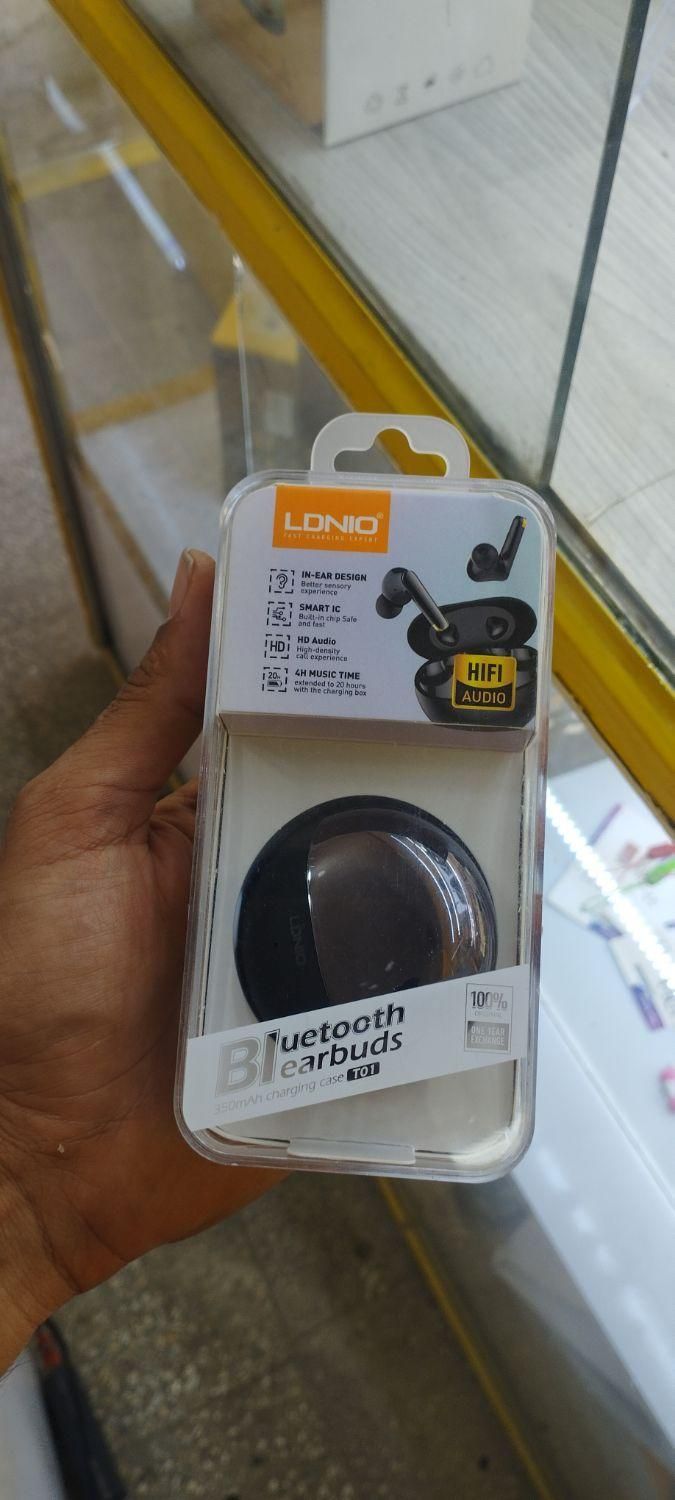 LDNIO®
FAST CHARGING EXPERT
IN-EAR DESIGN
Better sensory
experience
SMART IC
Built-in chip Safe
and fast
HD
HD Audio
High-density
call experience
20h
4H MUSIC TIME
extended to 20 hours
with the charging box
HIFI
AUDIO
LDNIO
Bluetooth
earbuds
350mAh charging case T01
100%
ORIGINAL
ONE YEAR
EXCHANGE